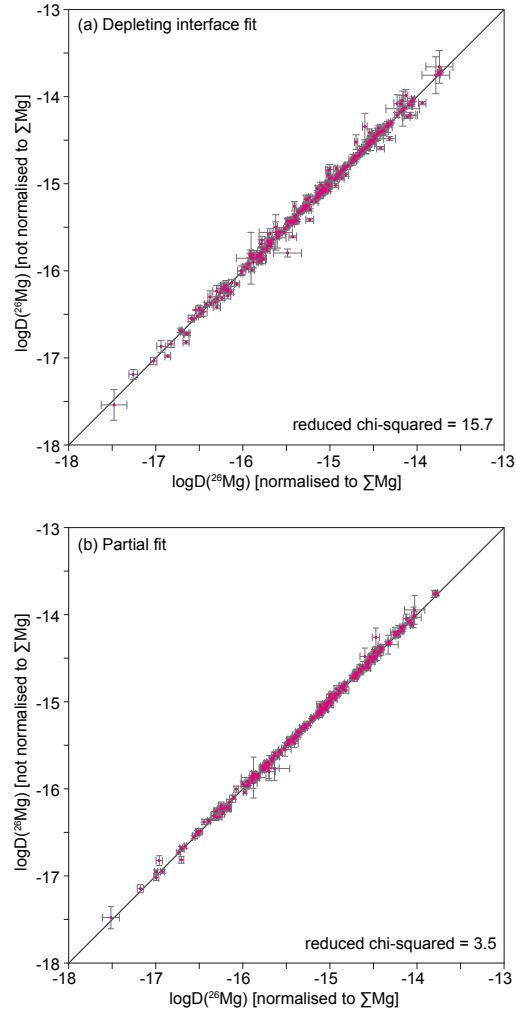 (a) Depleting interface fit
-13
-14
-15
-16
-17
-18
logD(²⁶Mg) [not normalised to ∑Mg]
reduced chi-squared = 15.7
-18 -17 -16 -15 -14 -13
logD(²⁶Mg) [normalised to ∑Mg]
(b) Partial fit
-13
-14
-15
-16
-17
-18
logD(²⁶Mg) [not normalised to ∑Mg]
reduced chi-squared = 3.5
-18 -17 -16 -15 -14 -13
logD(²⁶Mg) [normalised to ∑Mg]